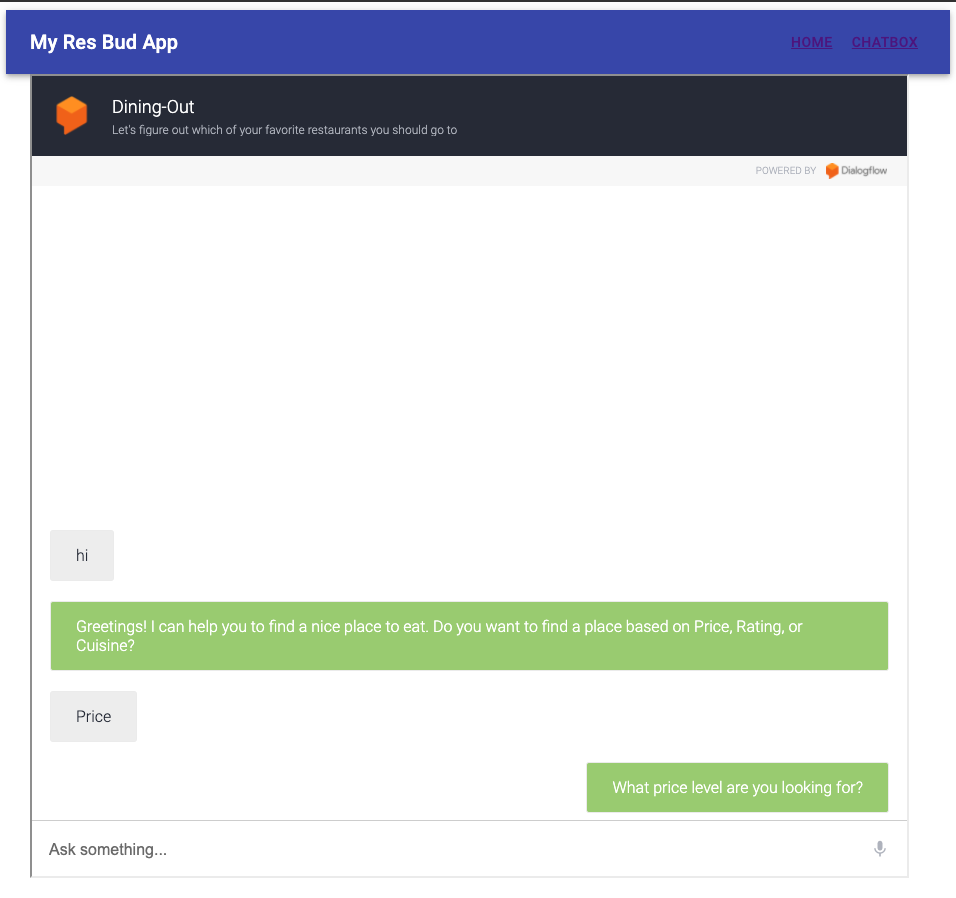 My Res Bud App
HOME CHATBOX
Dining-Out
Let's figure out which of your favorite restaurants you should go to
POWERED BY Dialogflow
hi
Greetings! I can help you to find a nice place to eat. Do you want to find a place based on Price, Rating, or
Cuisine?
Price
What price level are you looking for?
Ask something...